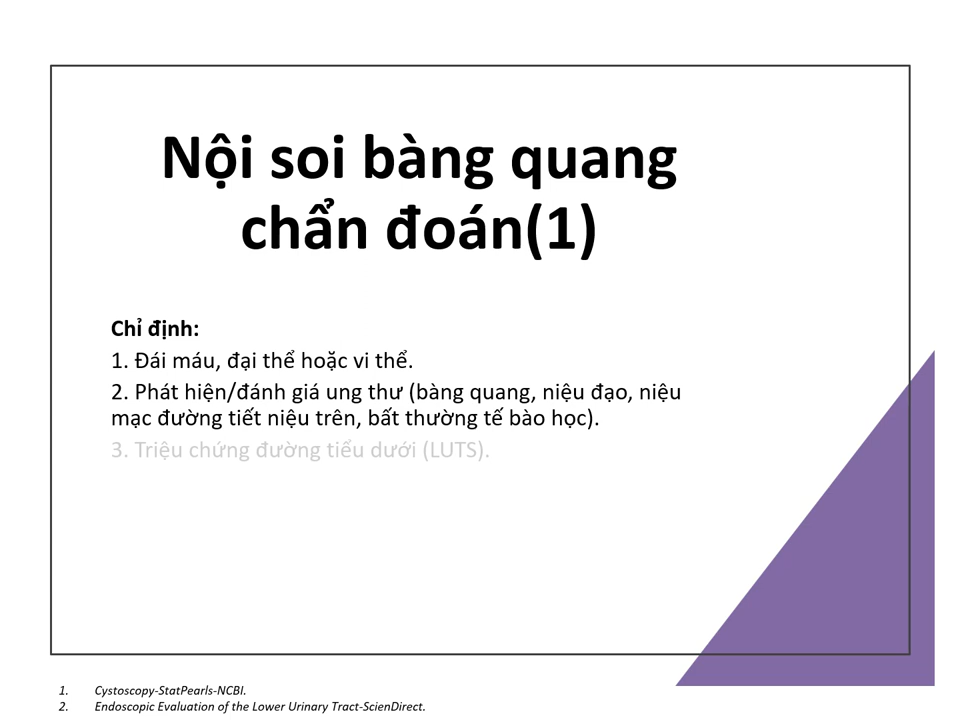 Nội soi bàng quang
chẩn đoán(1)
Chỉ định:
1. Đái máu, đại thể hoặc vi thể.
2. Phát hiện/đánh giá ung thư (bàng quang, niệu đạo, niệu
mạc đường tiết niệu trên, bất thường tế bào học).
3. Triệu chứng đường tiểu dưới (LUTS).
1. Cystoscopy-StatPearls-NCBI.
2. Endoscopic Evaluation of the Lower Urinary Tract-ScienDirect.